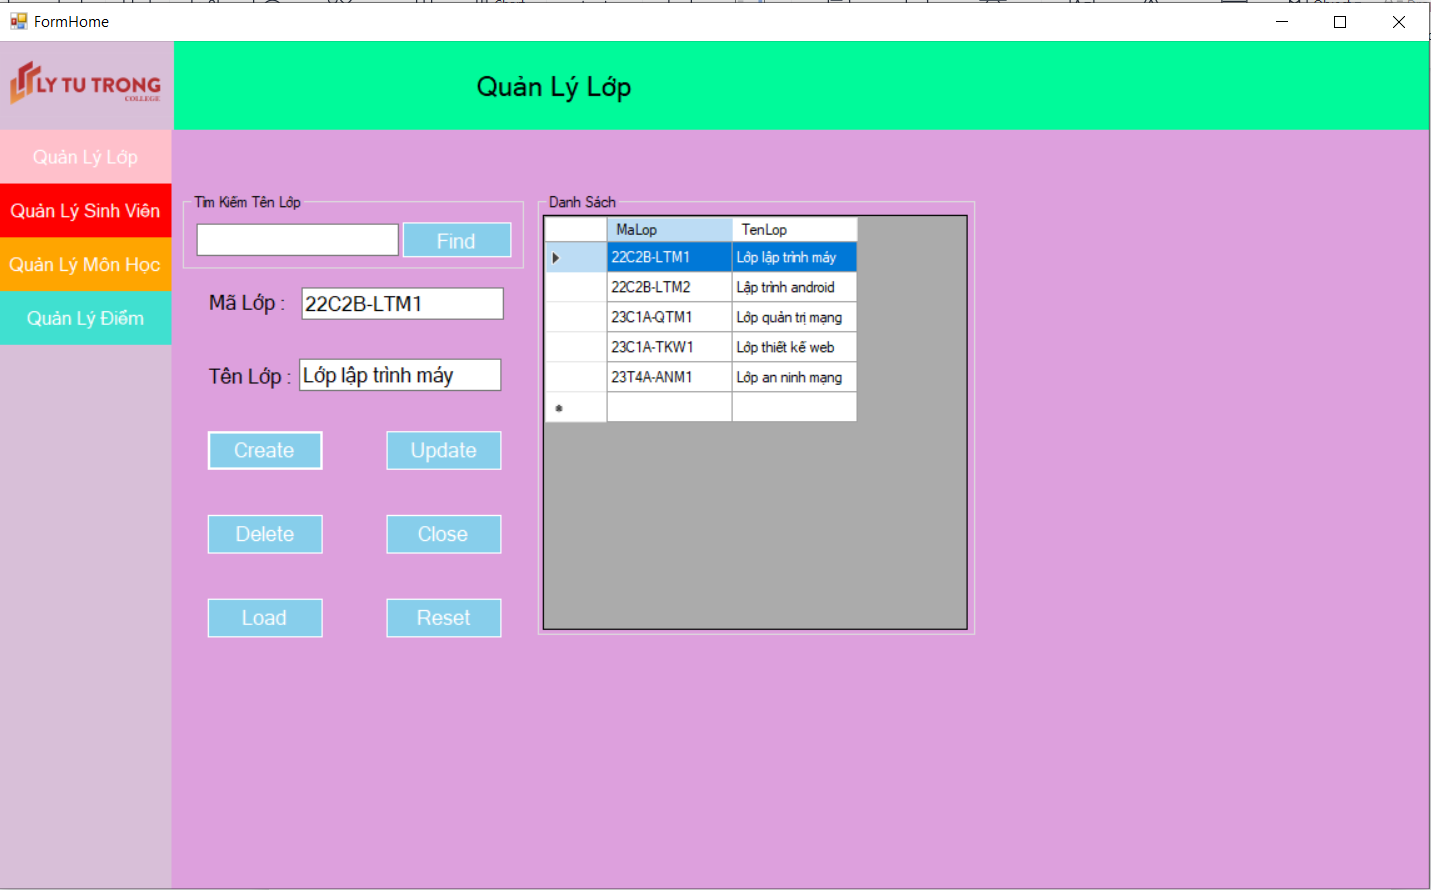 FormHome
LY TU TRONG
COLLEGE
Quản Lý Lớp
Quản Lý Lớp
Quản Lý Sinh Viên
Quản Lý Môn Học
Quản Lý Điểm
Tìm Kiếm Tên Lớp
Find
Mã Lớp : 22C2B-LTM1
Tên Lớp : Lớp lập trình máy
Create Update
Delete Close
Load Reset
Danh Sách
MaLop TenLop
22C2B-LTM1 Lớp lập trình máy
22C2B-LTM2 Lập trình android
23C1A-QTM1 Lớp quản trị mạng
23C1A-TKW1 Lớp thiết kế web
23T4A-ANM1 Lớp an ninh mạng